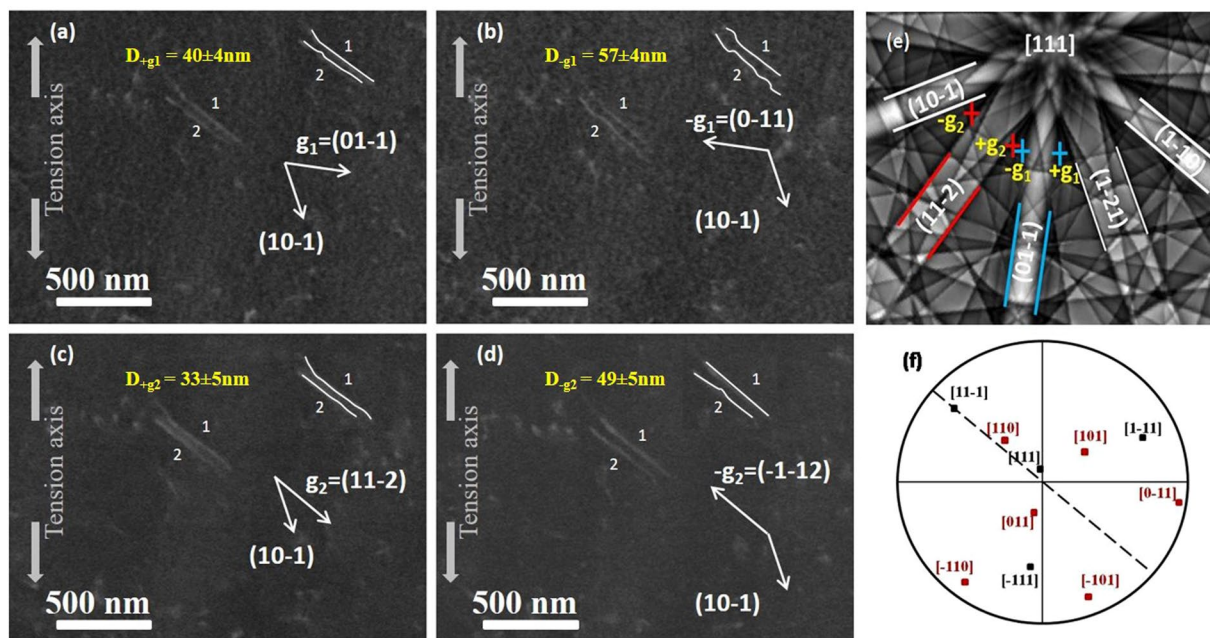 (a)
D+g1 = 40±4nm
1
2
1
2
g1=(01-1)
(10-1)
Tension axis
500 nm
(b)
D-g1 = 57±4nm
1
2
1
2
-g1=(0-11)
(10-1)
Tension axis
500 nm
(c)
D+g2 = 33±5nm
1
2
1
2
g2=(11-2)
(10-1)
Tension axis
500 nm
(d)
D-g2 = 49±5nm
1
2
1
2
-g2=(-1-12)
(10-1)
Tension axis
500 nm
(e)
[111]
(10-1)
-g2
+g2
-g1
+g1
(11-2)
(01-1)
(1-21)
(1-10)
(f)
[11-1]
[110]
[111]
[101]
[1-11]
[0-11]
[011]
[-110]
[-111]
[-101]